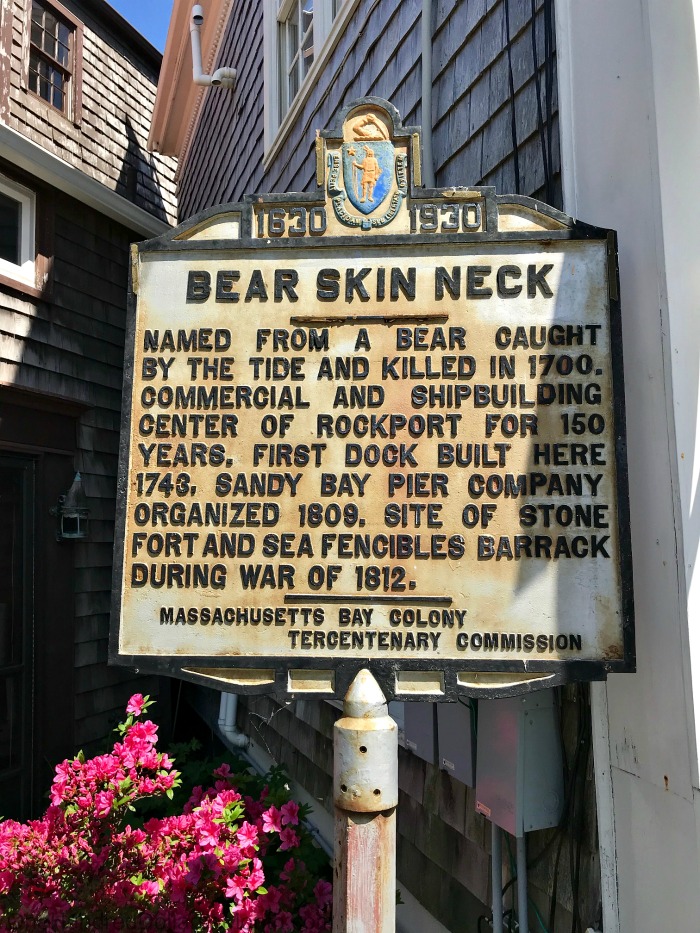 1630 1930
BEAR SKIN NECK
NAMED FROM A BEAR CAUGHT
BY THE TIDE AND KILLED IN 1700.
COMMERCIAL AND SHIPBUILDING
CENTER OF ROCKPORT FOR 150
YEARS. FIRST DOCK BUILT HERE
1743. SANDY BAY PIER COMPANY
ORGANIZED 1809. SITE OF STONE
FORT AND SEA FENCIBLES BARRACK
DURING WAR OF 1812.
MASSACHUSETTS BAY COLONY
TERCENTENARY COMMISSION